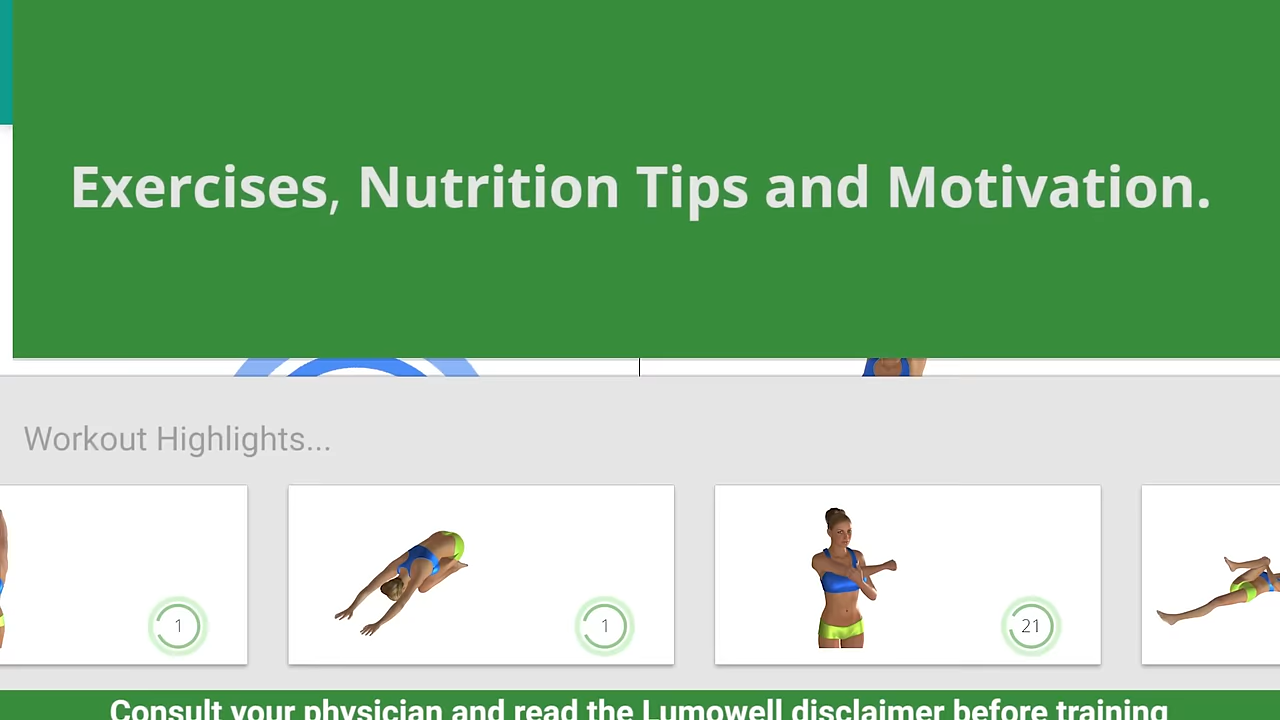 Exercises, Nutrition Tips and Motivation.
Workout Highlights...
1
1
21
Consult your physician and read the Lumowell disclaimer before training